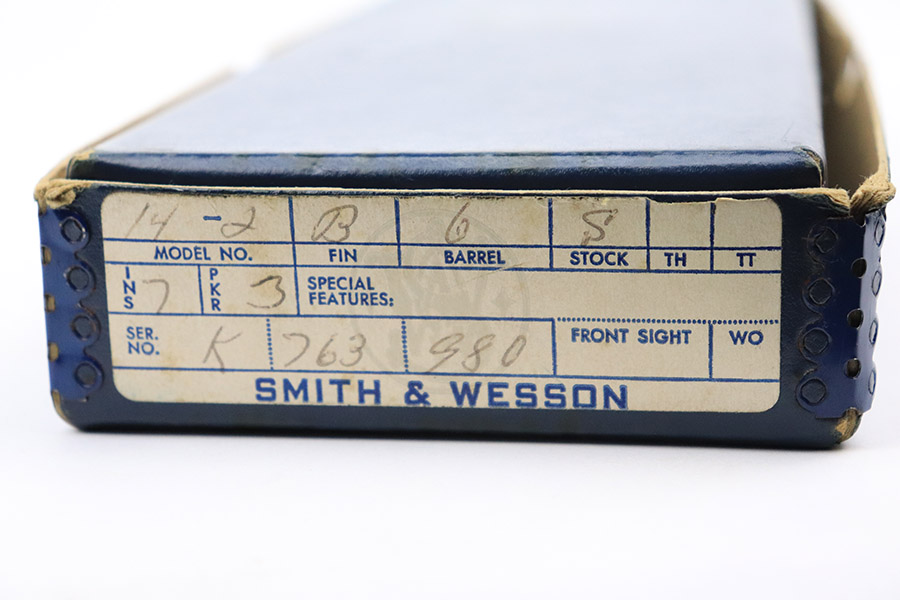 14 -2 B 6 S
MODEL NO. FIN BARREL STOCK TH TT
INS 7 PKR 3 SPECIAL FEATURES:
SER. NO. K 763 980 FRONT SIGHT WO
SMITH & WESSON